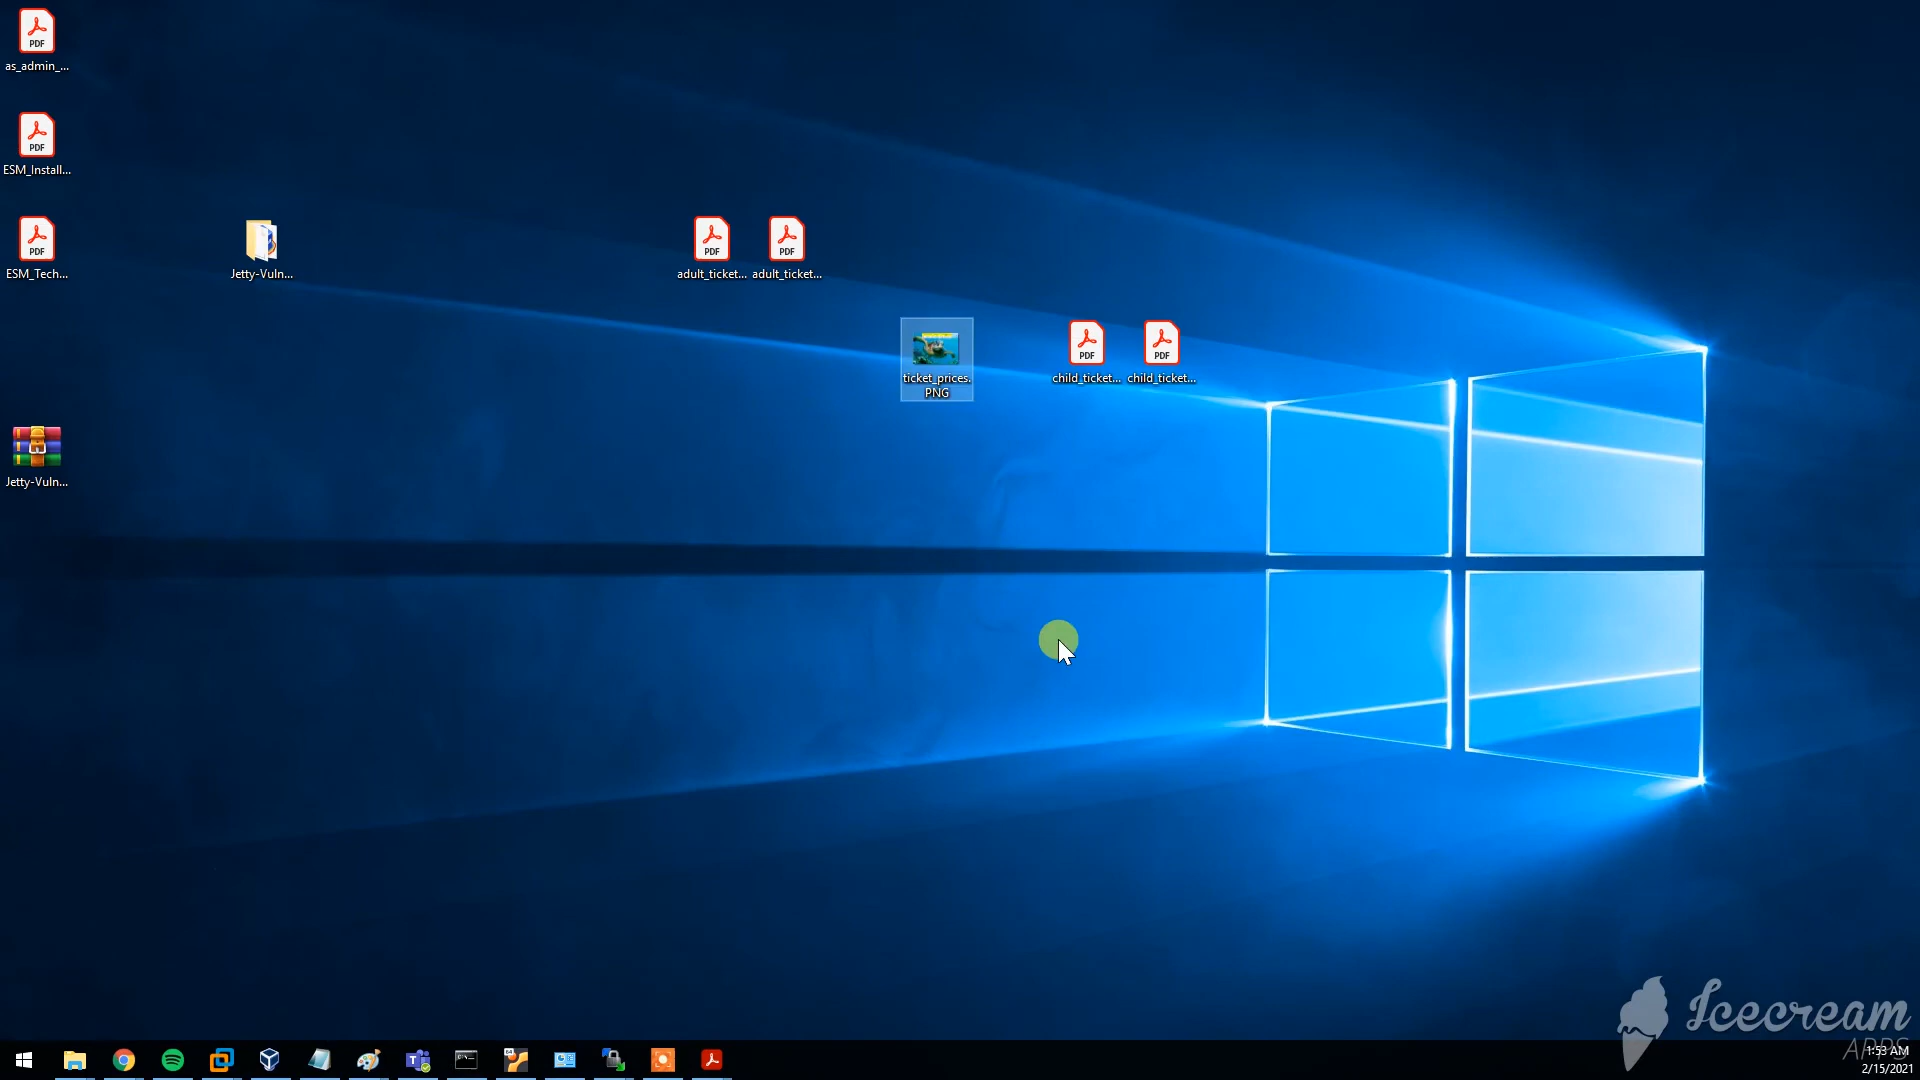 PDF
as_admin_...
PDF
ESM_Install...
PDF
ESM_Tech...
Jetty-Vuln...
PDF
adult_ticket...
PDF
adult_ticket...
ticket_prices.
PNG
PDF
child_ticket...
PDF
child_ticket...
Jetty-Vuln...
Icecream
APPS
1:53 AM
2/15/2021